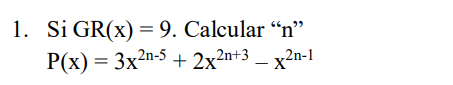 1. Si GR(x) = 9. Calcular “n”
P(x) = 3x²ⁿ⁻⁵ + 2x²ⁿ⁺³ – x²ⁿ⁻¹